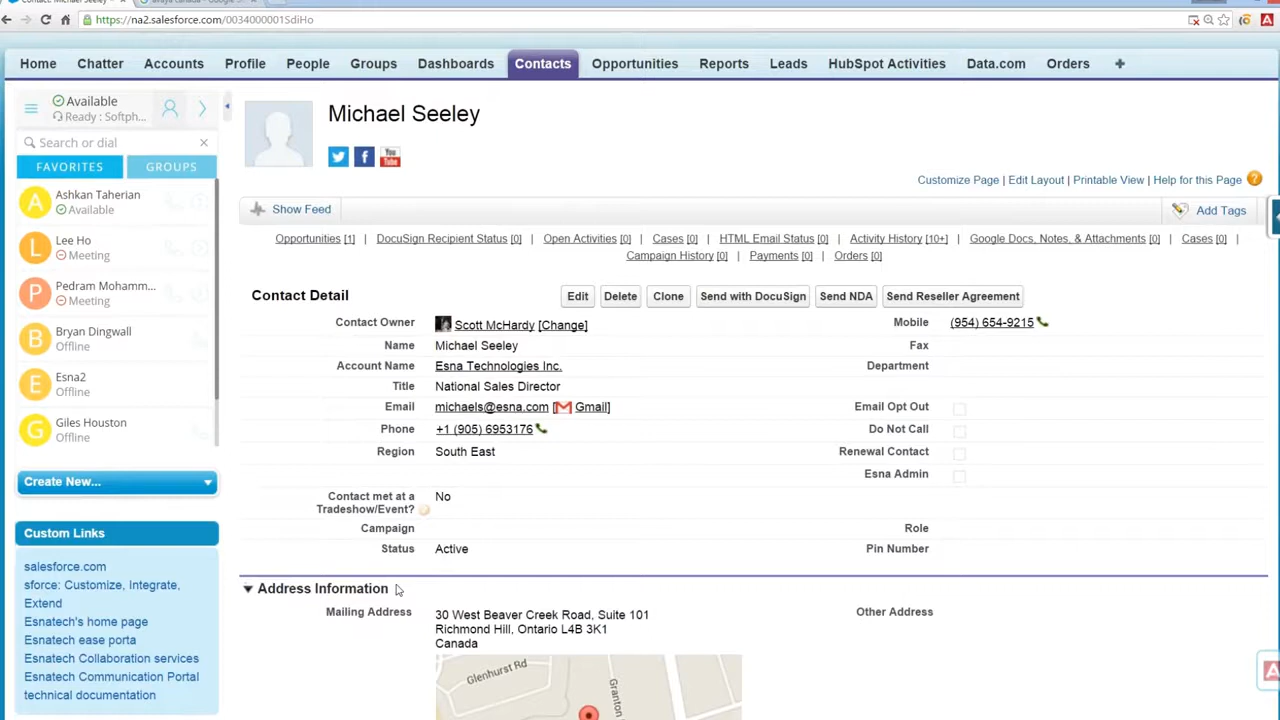 Contact: Michael Seeley
https://na2.salesforce.com/0034000001SdiHo
Home Chatter Accounts Profile People Groups Dashboards Contacts Opportunities Reports Leads HubSpot Activities Data.com Orders +
Available
Ready : Softph...
Search or dial
FAVORITES GROUPS
A Ashkan Taherian
Available
L Lee Ho
Meeting
P Pedram Mohamm...
Meeting
B Bryan Dingwall
Offline
E Esna2
Offline
G Giles Houston
Offline
Create New...
Custom Links
salesforce.com
sforce: Customize, Integrate,
Extend
Esnatech's home page
Esnatech ease porta
Esnatech Collaboration services
Esnatech Communication Portal
technical documentation
Michael Seeley
You Tube
Customize Page | Edit Layout | Printable View | Help for this Page ?
Show Feed
Add Tags
Opportunities [1] | DocuSign Recipient Status [0] | Open Activities [0] | Cases [0] | HTML Email Status [0] | Activity History [10+] | Google Docs, Notes, & Attachments [0] | Cases [0] |
Campaign History [0] | Payments [0] | Orders [0]
Contact Detail
Edit Delete Clone Send with DocuSign Send NDA Send Reseller Agreement
Contact Owner Scott McHardy [Change] Mobile (954) 654-9215
Name Michael Seeley Fax
Account Name Esna Technologies Inc. Department
Title National Sales Director
Email michaels@esna.com [Gmail] Email Opt Out
Phone +1 (905) 6953176 Do Not Call
Region South East Renewal Contact
Esna Admin
Contact met at a No
Tradeshow/Event?
Campaign Role
Status Active Pin Number
Address Information
Mailing Address 30 West Beaver Creek Road, Suite 101 Other Address
Richmond Hill, Ontario L4B 3K1
Canada
Glenhurst Rd
Granton